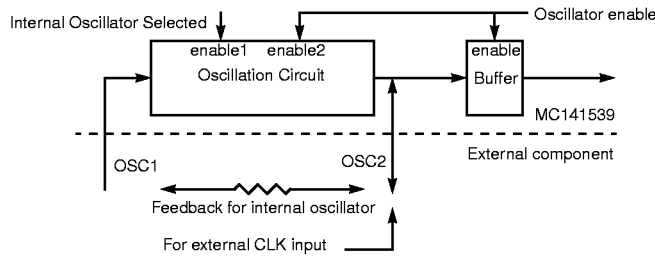 Internal Oscillator Selected
Oscillator enable
enable1 enable2
Oscillation Circuit
enable
Buffer
MC141539
OSC1
OSC2
External component
Feedback for internal oscillator
For external CLK input